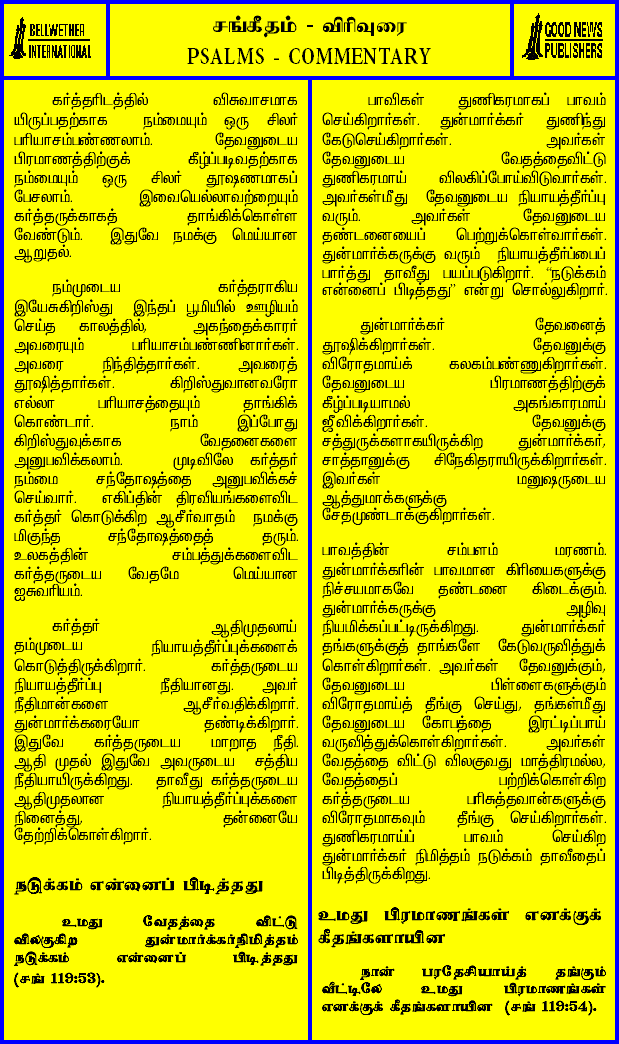 BELLWETHER
INTERNATIONAL
சங்கீதம் - விரிவுரை
PSALMS - COMMENTARY
GOOD NEWS
PUBLISHERS
கர்த்தரிடத்தில் விசுவாசமாக
யிருப்பதற்காக நம்மையும் ஒரு சிலர்
பரியாசம்பண்ணலாம். தேவனுடைய
பிரமாணத்திற்குக் கீழ்ப்படிவதற்காக
நம்மையும் ஒரு சிலர் தூஷணமாகப்
பேசலாம். இவையெல்லாவற்றையும்
கர்த்தருக்காகத் தாங்கிக்கொள்ள
வேண்டும். இதுவே நமக்கு மெய்யான
ஆறுதல்.
நம்முடைய கர்த்தராகிய
இயேசுகிறிஸ்து இந்தப் பூமியில் ஊழியம்
செய்த காலத்தில், அகந்தைக்காரர்
அவரையும் பரியாசம்பண்ணினார்கள்.
அவரை நிந்தித்தார்கள். அவரைத்
தூஷித்தார்கள். கிறிஸ்துவானவரோ
எல்லா பரியாசத்தையும் தாங்கிக்
கொண்டார். நாம் இப்போது
கிறிஸ்துவுக்காக வேதனைகளை
அனுபவிக்கலாம். முடிவிலே கர்த்தர்
நம்மை சந்தோஷத்தை அனுபவிக்கச்
செய்வார். எகிப்தின் திரவியங்களைவிட
கர்த்தர் கொடுக்கிற ஆசீர்வாதம் நமக்கு
மிகுந்த சந்தோஷத்தைத் தரும்.
உலகத்தின் சம்பத்துக்களைவிட
கர்த்தருடைய வேதமே மெய்யான
ஐசுவரியம்.
கர்த்தர் ஆதிமுதலாய்
தம்முடைய நியாயத்தீர்ப்புக்களைக்
கொடுத்திருக்கிறார். கர்த்தருடைய
நியாயத்தீர்ப்பு நீதியானது. அவர்
நீதிமான்களை ஆசீர்வதிக்கிறார்.
துன்மார்க்கரையோ தண்டிக்கிறார்.
இதுவே கர்த்தருடைய மாறாத நீதி.
ஆதி முதல் இதுவே அவருடைய சத்திய
நீதியாயிருக்கிறது. தாவீது கர்த்தருடைய
ஆதிமுதலான நியாயத்தீர்ப்புக்களை
நினைத்து, தன்னையே
தேற்றிக்கொள்கிறார்.
நடுக்கம் என்னைப் பிடித்தது
உமது வேதத்தை விட்டு
விலகுகிற துன்மார்க்கர்நிமித்தம்
நடுக்கம் என்னைப் பிடித்தது
(சங் 119:53).
பாவிகள் துணிகரமாகப் பாவம்
செய்கிறார்கள். துன்மார்க்கர் துணிந்து
கேடுசெய்கிறார்கள். அவர்கள்
தேவனுடைய வேதத்தைவிட்டு
துணிகரமாய் விலகிப்போய்விடுவார்கள்.
அவர்கள்மீது தேவனுடைய நியாயத்தீர்ப்பு
வரும். அவர்கள் தேவனுடைய
தண்டனையைப் பெற்றுக்கொள்வார்கள்.
துன்மார்க்கருக்கு வரும் நியாயத்தீர்ப்பைப்
பார்த்து தாவீது பயப்படுகிறார். “நடுக்கம்
என்னைப் பிடித்தது” என்று சொல்லுகிறார்.
துன்மார்க்கர் தேவனைத்
தூஷிக்கிறார்கள். தேவனுக்கு
விரோதமாய்க் கலகம்பண்ணுகிறார்கள்.
தேவனுடைய பிரமாணத்திற்குக்
கீழ்ப்படியாமல் அகங்காரமாய்
ஜீவிக்கிறார்கள். தேவனுக்கு
சத்துருக்களாகயிருக்கிற துன்மார்க்கர்,
சாத்தானுக்கு சிநேகிதராயிருக்கிறார்கள்.
இவர்கள் மனுஷருடைய
ஆத்துமாக்களுக்கு
சேதமுண்டாக்குகிறார்கள்.
பாவத்தின் சம்பளம் மரணம்.
துன்மார்க்கரின் பாவமான கிரியைகளுக்கு
நிச்சயமாகவே தண்டனை கிடைக்கும்.
துன்மார்க்கருக்கு அழிவு
நியமிக்கப்பட்டிருக்கிறது. துன்மார்க்கர்
தங்களுக்குத் தாங்களே கேடுவருவித்துக்
கொள்கிறார்கள். அவர்கள் தேவனுக்கும்,
தேவனுடைய பிள்ளைகளுக்கும்
விரோதமாய்த் தீங்கு செய்து, தங்கள்மீது
தேவனுடைய கோபத்தை இரட்டிப்பாய்
வருவித்துக்கொள்கிறார்கள். அவர்கள்
வேதத்தை விட்டு விலகுவது மாத்திரமல்ல,
வேதத்தைப் பற்றிக்கொள்கிற
கர்த்தருடைய பரிசுத்தவான்களுக்கு
விரோதமாகவும் தீங்கு செய்கிறார்கள்.
துணிகரமாய்ப் பாவம் செய்கிற
துன்மார்க்கர் நிமித்தம் நடுக்கம் தாவீதைப்
பிடித்திருக்கிறது.
உமது பிரமாணங்கள் எனக்குக்
கீதங்களாயின
நான் பரதேசியாய்த் தங்கும்
வீட்டிலே உமது பிரமாணங்கள்
எனக்குக் கீதங்களாயின (சங் 119:54).